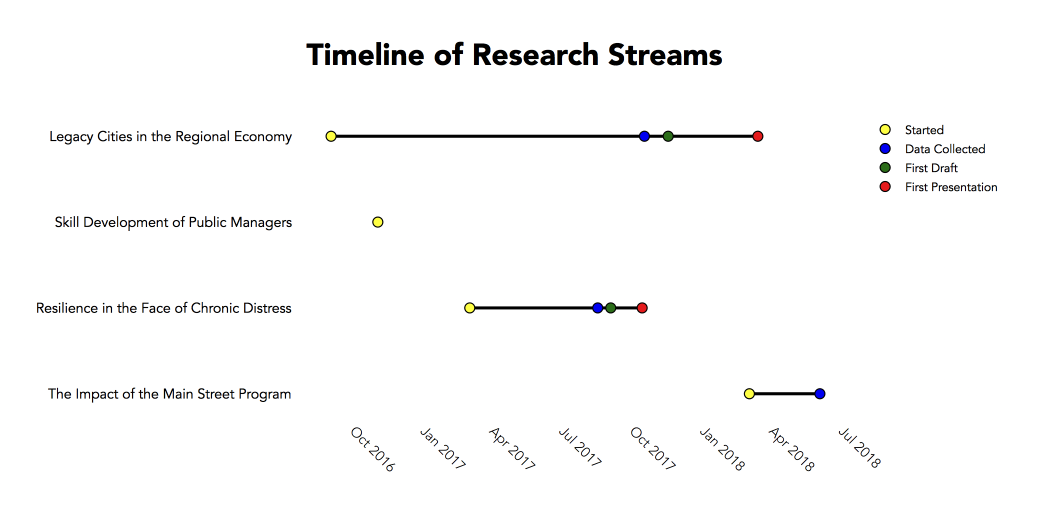 Timeline of Research Streams
Legacy Cities in the Regional Economy
Started
Data Collected
First Draft
First Presentation
Skill Development of Public Managers
Resilience in the Face of Chronic Distress
The Impact of the Main Street Program
Oct 2016
Jan 2017
Apr 2017
Jul 2017
Oct 2017
Jan 2018
Apr 2018
Jul 2018